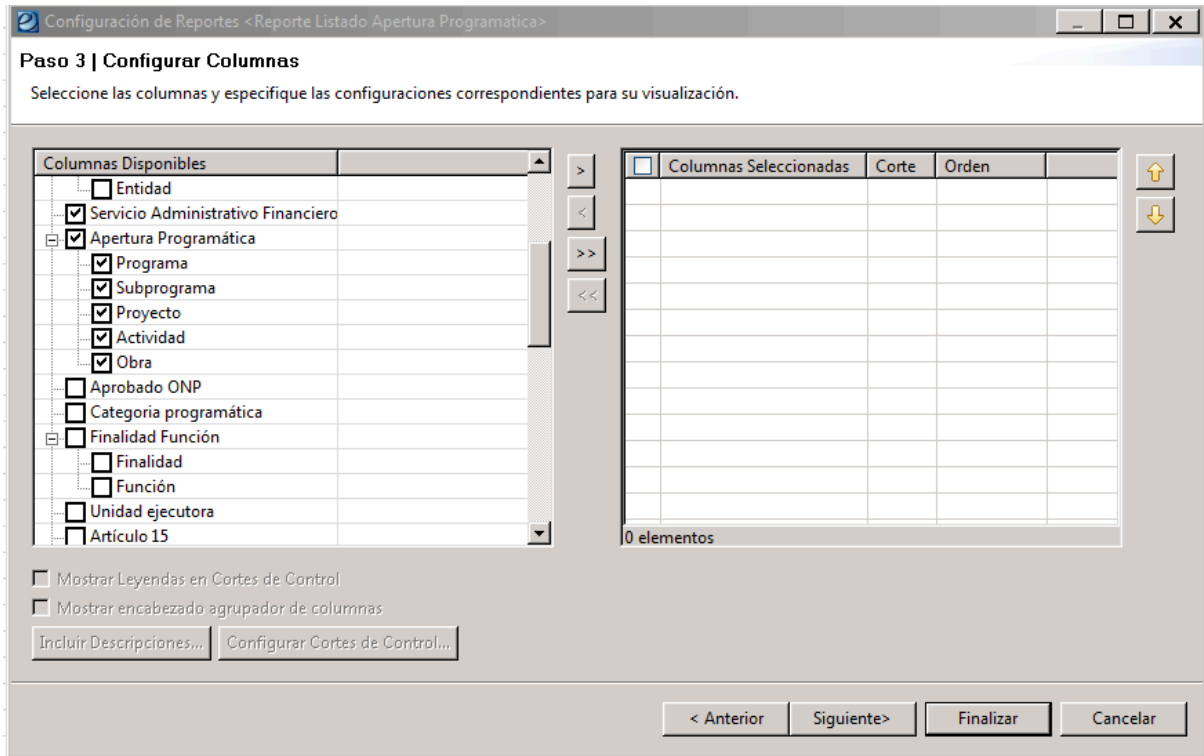 Configuración de Reportes <Reporte Listado Apertura Programatica>
Paso 3 | Configurar Columnas
Seleccione las columnas y especifique las configuraciones correspondientes para su visualización.
Columnas Disponibles
Entidad
Servicio Administrativo Financiero
Apertura Programática
Programa
Subprograma
Proyecto
Actividad
Obra
Aprobado ONP
Categoria programática
Finalidad Función
Finalidad
Función
Unidad ejecutora
Artículo 15
>
<
>>
<<
Columnas Seleccionadas Corte Orden
0 elementos
Mostrar Leyendas en Cortes de Control
Mostrar encabezado agrupador de columnas
Incluir Descripciones... Configurar Cortes de Control...
< Anterior Siguiente> Finalizar Cancelar